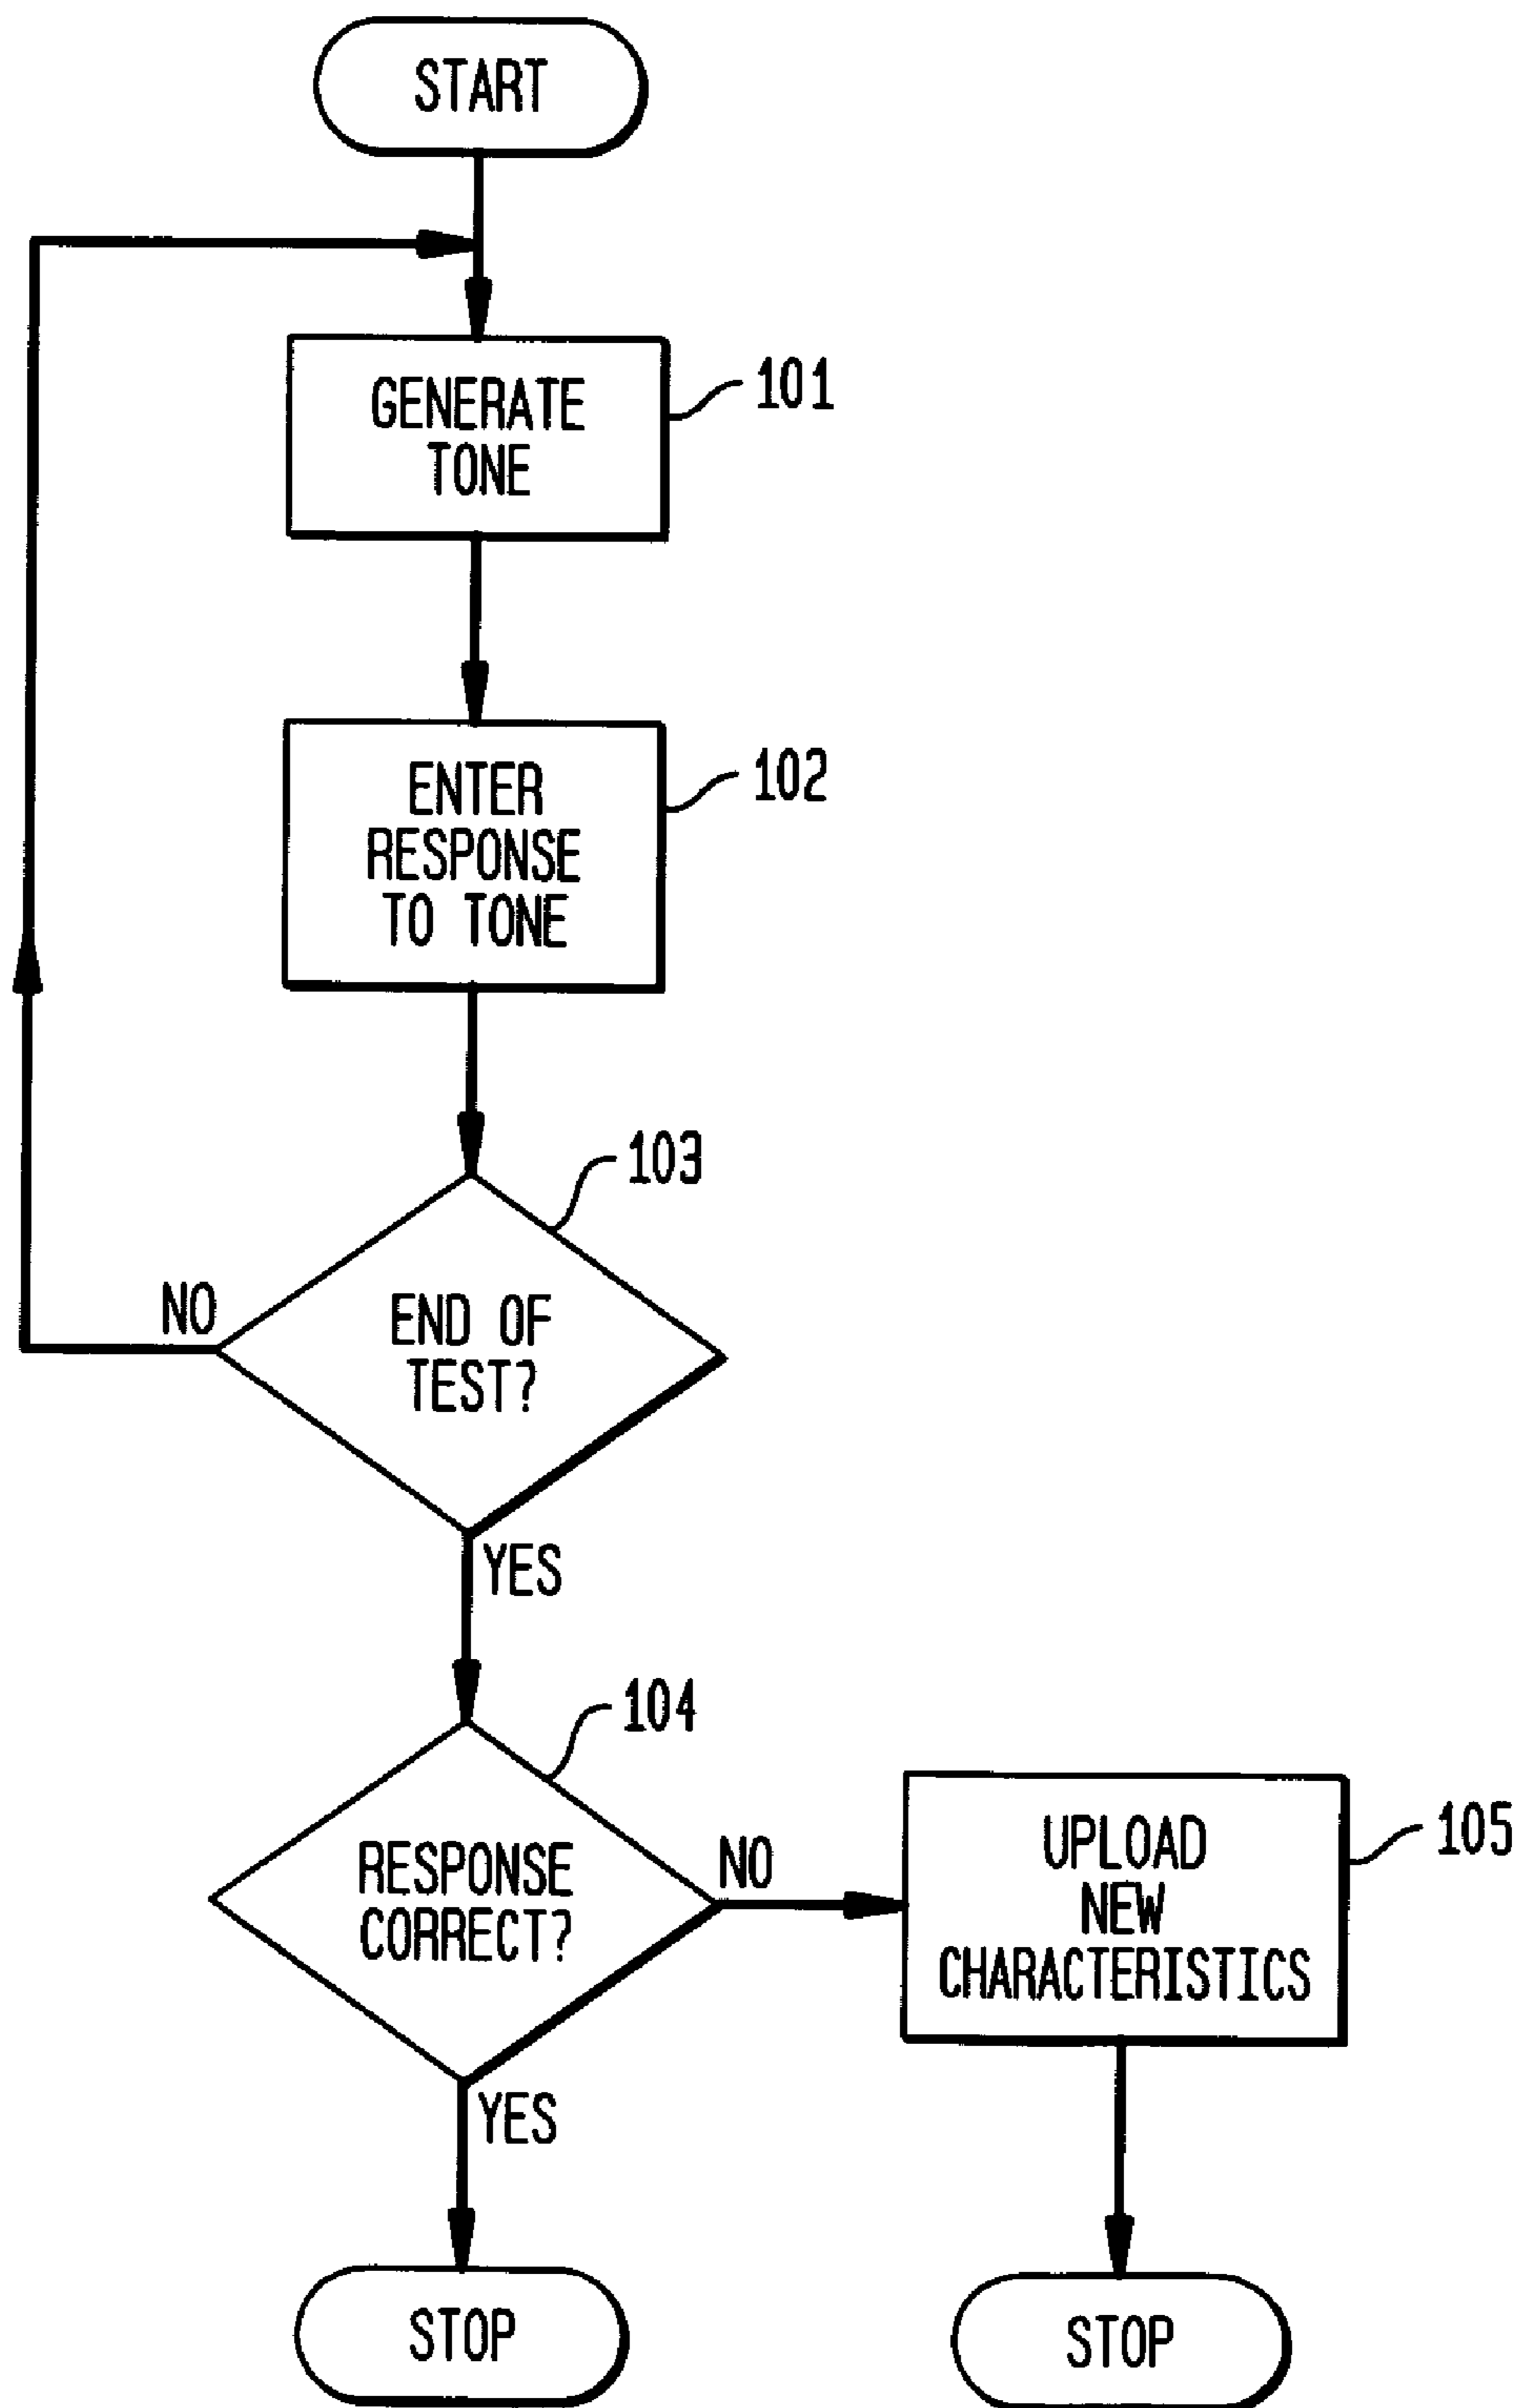 START
GENERATE
TONE
101
ENTER
RESPONSE
TO TONE
102
103
NO
END OF
TEST?
YES
104
RESPONSE
CORRECT?
NO
UPLOAD
NEW
CHARACTERISTICS
105
YES
STOP
STOP